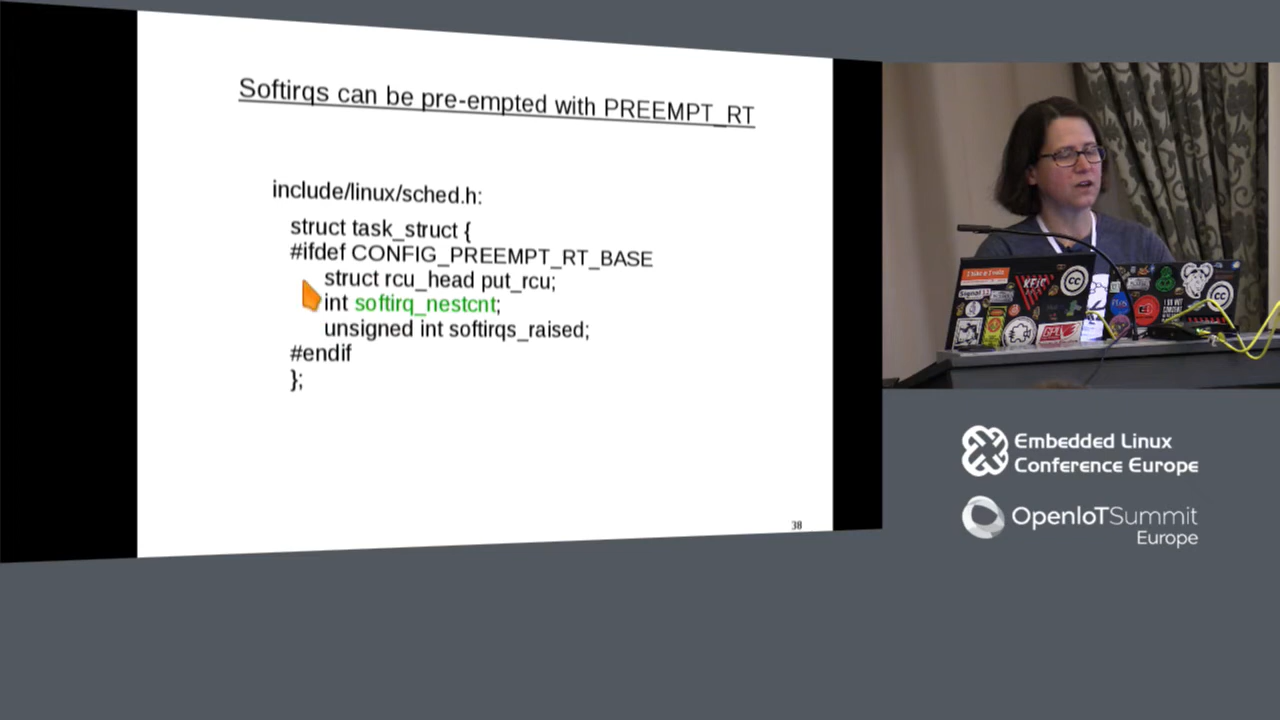 Softirqs can be pre-empted with PREEMPT_RT
include/linux/sched.h:
struct task_struct {
#ifdef CONFIG_PREEMPT_RT_BASE
struct rcu_head put_rcu;
int softirq_nestcnt;
unsigned int softirqs_raised;
#endif
};
38
Embedded Linux
Conference Europe
OpenIoTSummit
Europe